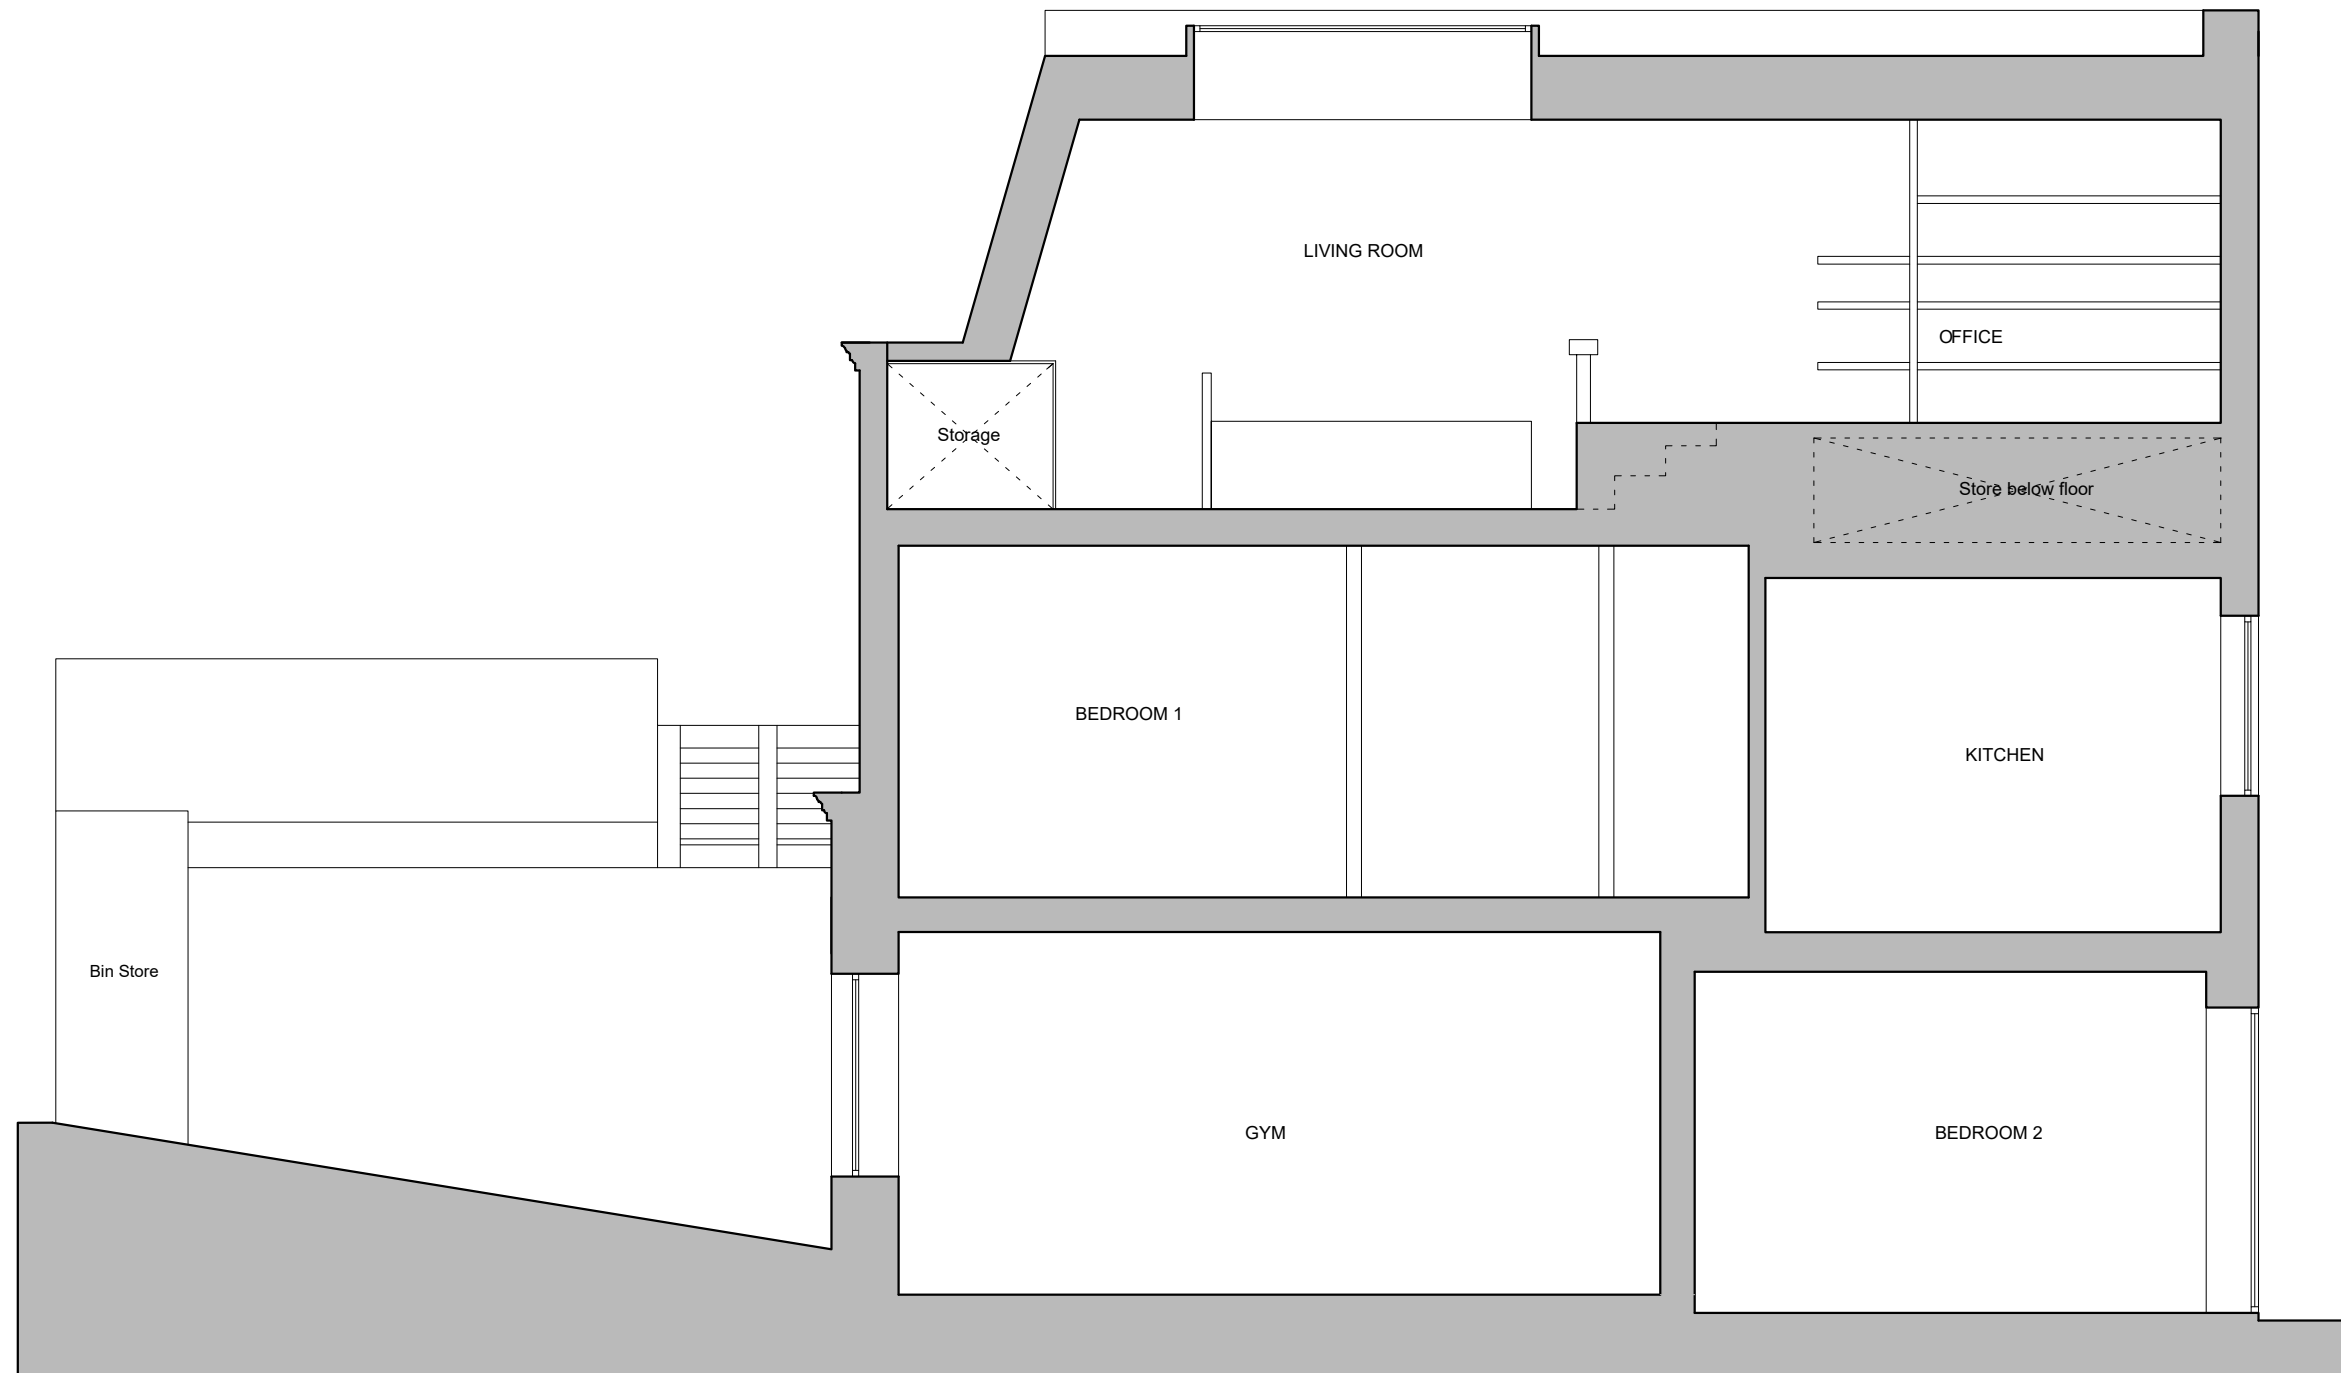 LIVING ROOM
OFFICE
Storage
Store below floor
BEDROOM 1
KITCHEN
Bin Store
GYM
BEDROOM 2